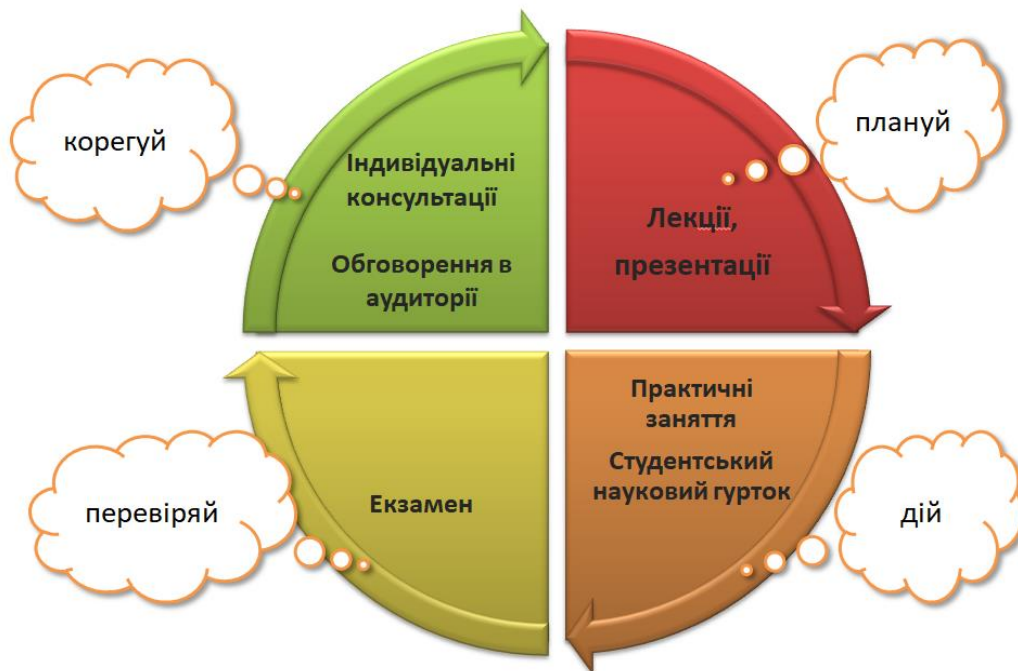 корегуй
Індивідуальні
консультації
Обговорення в
аудиторії
плануй
Лекції,
презентації
перевіряй
Екзамен
Практичні
заняття
Студентський
науковий гурток
дій